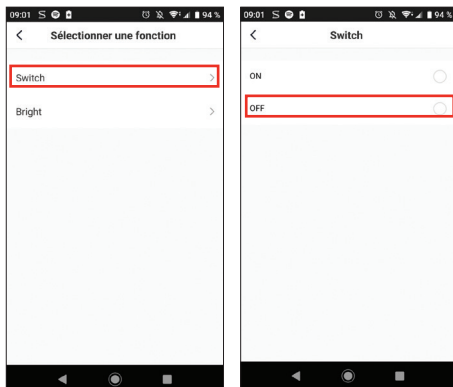 09:01 S 94 %
Sélectionner une fonction
Switch
Bright
09:01 S 94 %
Switch
ON
OFF